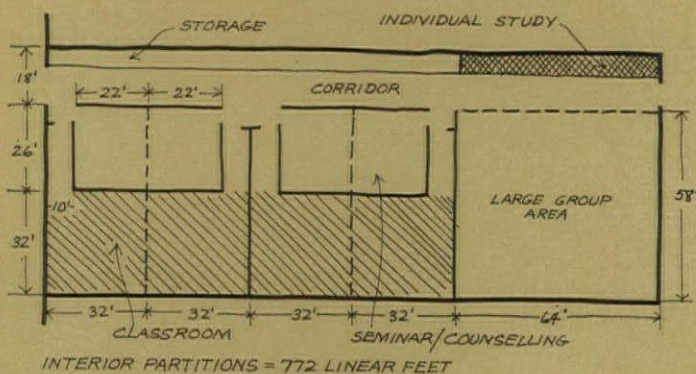 STORAGE
INDIVIDUAL STUDY
18'
22' 22'
CORRIDOR
26'
10'
LARGE GROUP
AREA
58'
32'
32' 32' 32' 32' 64'
CLASSROOM
SEMINAR/COUNSELLING
INTERIOR PARTITIONS = 772 LINEAR FEET